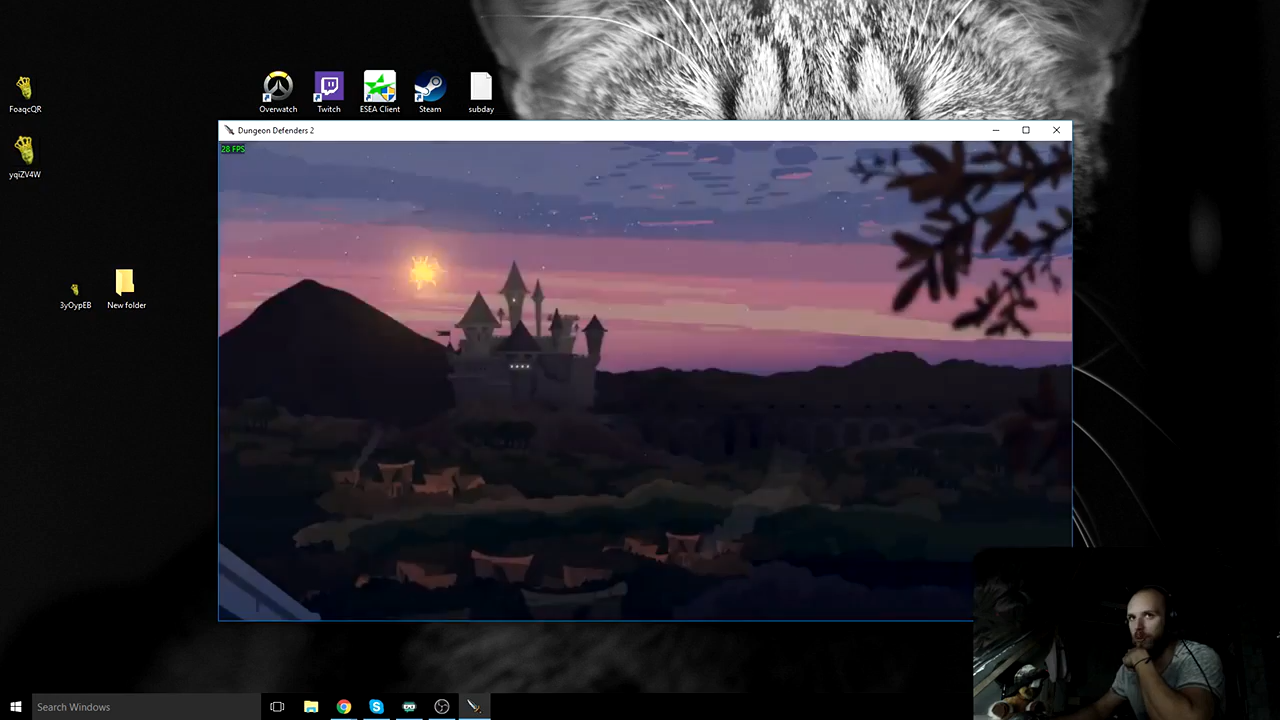 FoaqcQR
yqiZV4W
3yOypEB
New folder
Overwatch
Twitch
ESEA Client
Steam
subday
Dungeon Defenders 2
28 FPS
Search Windows